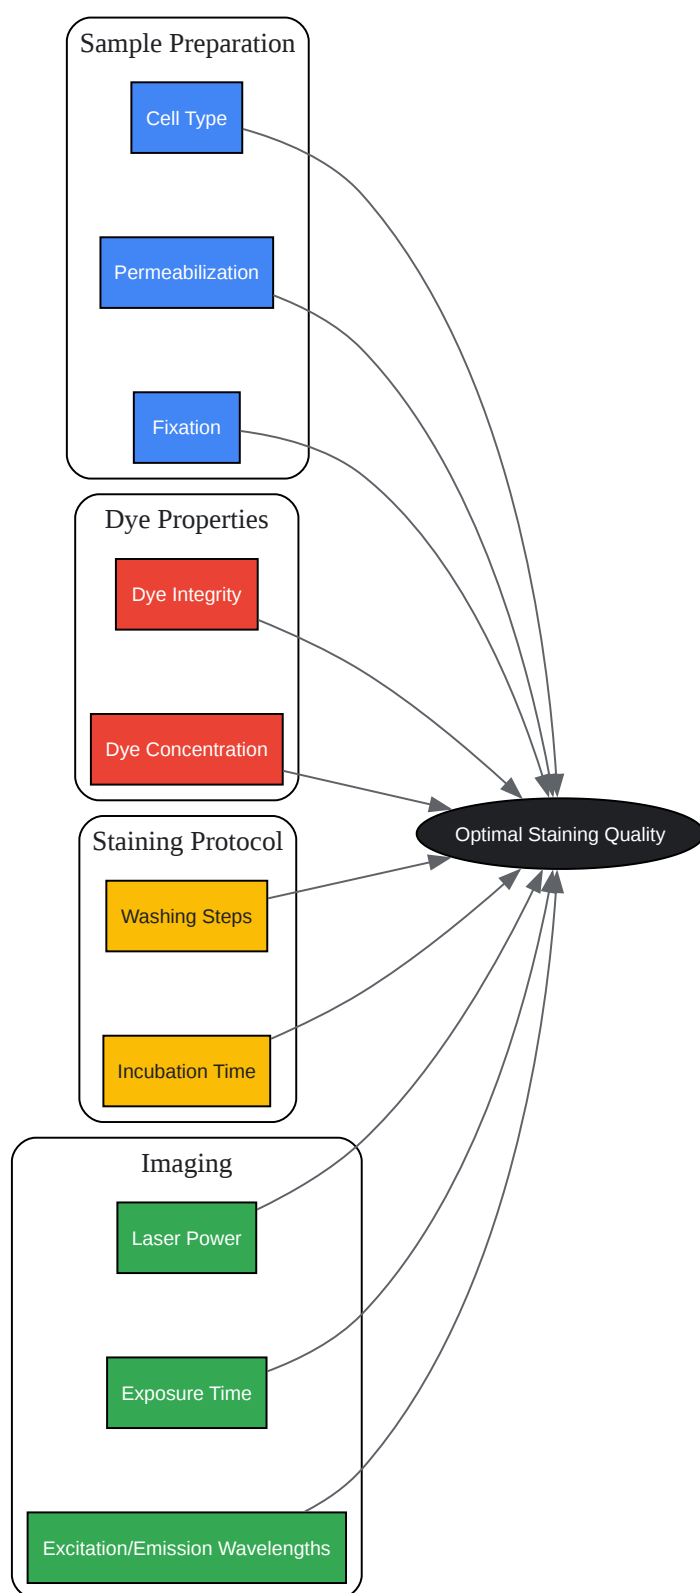 Sample Preparation
Cell Type
Permeabilization
Fixation
Dye Properties
Dye Integrity
Dye Concentration
Optimal Staining Quality
Staining Protocol
Washing Steps
Incubation Time
Imaging
Laser Power
Exposure Time
Excitation/Emission Wavelengths